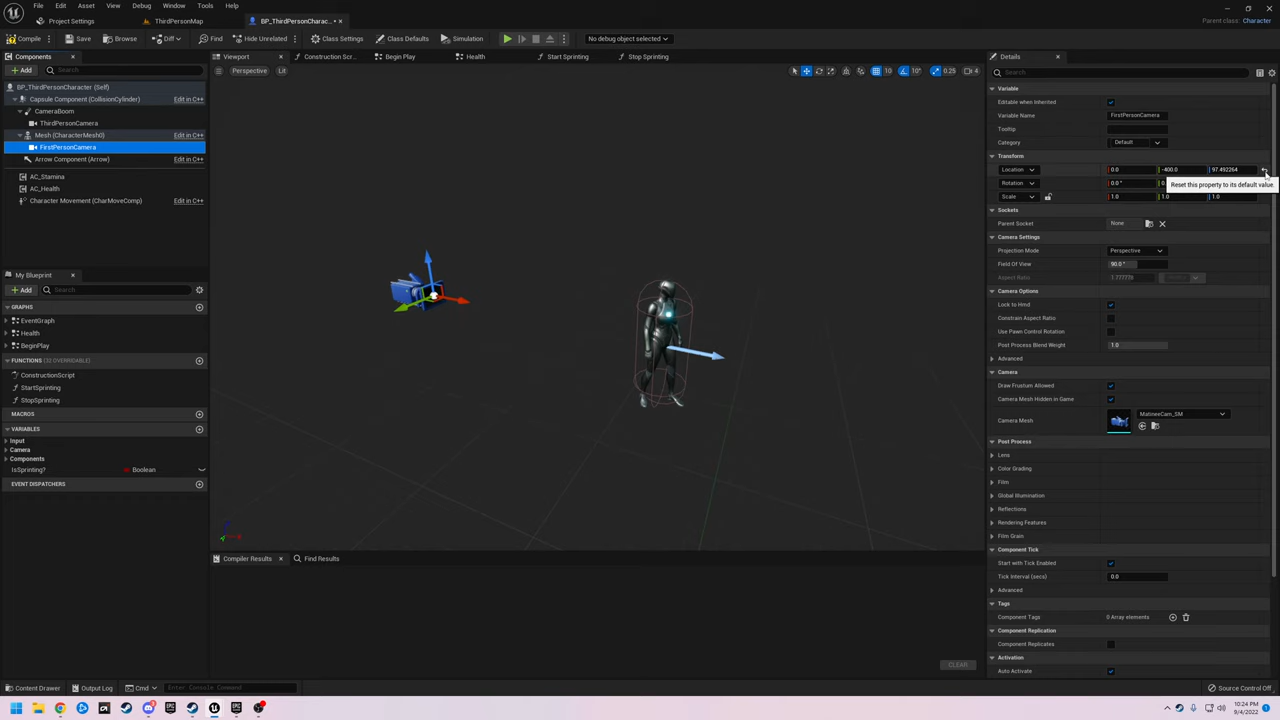 File Edit Asset View Debug Window Tools Help
Parent class: Character
Project Settings ThirdPersonMap BP_ThirdPersonCharac...
Compile Save Browse Diff Find Hide Unrelated Class Settings Class Defaults Simulation No debug object selected
Components
Add Search
BP_ThirdPersonCharacter (Self)
Capsule Component (CollisionCylinder) Edit in C++
CameraBoom
ThirdPersonCamera
Mesh (CharacterMesh0) Edit in C++
FirstPersonCamera
Arrow Component (Arrow) Edit in C++
AC_Stamina
AC_Health
Character Movement (CharMoveComp) Edit in C++
My Blueprint
Add Search
GRAPHS
EventGraph
Health
BeginPlay
FUNCTIONS (32 OVERRIDABLE)
ConstructionScript
StartSprinting
StopSprinting
MACROS
VARIABLES
Input
Camera
Components
IsSprinting? Boolean
EVENT DISPATCHERS
Viewport Construction Scr... Begin Play Health Start Sprinting Stop Sprinting
Perspective Lit 10 10° 0.25 4
Compiler Results Find Results
CLEAR
Details
Search
Variable
Editable when Inherited
Variable Name FirstPersonCamera
Tooltip
Category Default
Transform
Location 0.0 -400.0 97.492264
Rotation 0.0 °
Reset this property to its default value.
Scale 1.0 1.0 1.0
Sockets
Parent Socket None
Camera Settings
Projection Mode Perspective
Field Of View 90.0 °
Aspect Ratio
Camera Options
Lock to Hmd
Constrain Aspect Ratio
Use Pawn Control Rotation
Post Process Blend Weight 1.0
Advanced
Camera
Draw Frustum Allowed
Camera Mesh Hidden in Game
Camera Mesh MatineeCam_SM
Post Process
Lens
Color Grading
Film
Global Illumination
Reflections
Rendering Features
Film Grain
Component Tick
Start with Tick Enabled
Tick Interval (secs) 0.0
Advanced
Tags
Component Tags 0 Array elements
Component Replication
Component Replicates
Activation
Auto Activate
Content Drawer Output Log Cmd Enter Console Command Source Control Off
10:24 PM
9/4/2022